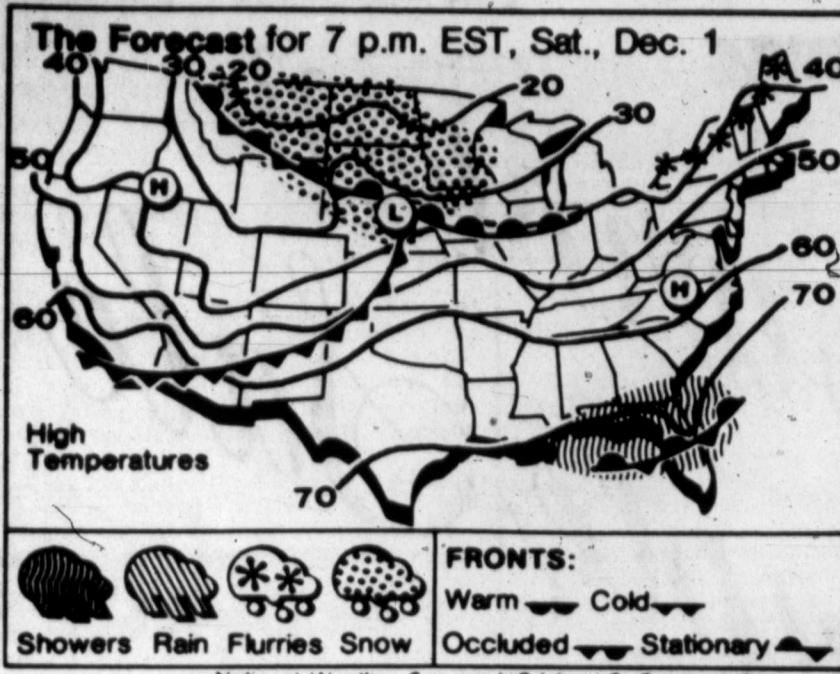 The Forecast for 7 p.m. EST, Sat., Dec. 1
40 30 20 40
20
30
50 50
H
L
H
60
70
60
High
Temperatures
70
FRONTS:
Warm Cold
Showers Rain Flurries Snow
Occluded Stationary